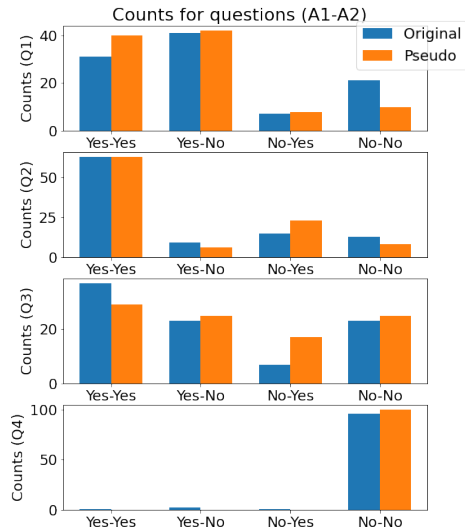 Counts for questions (A1-A2)
Original
Pseudo
Counts (Q1)
40
20
0
Yes-Yes Yes-No No-Yes No-No
Counts (Q2)
50
25
0
Yes-Yes Yes-No No-Yes No-No
Counts (Q3)
20
0
Yes-Yes Yes-No No-Yes No-No
Counts (Q4)
100
50
0
Yes-Yes Yes-No No-Yes No-No